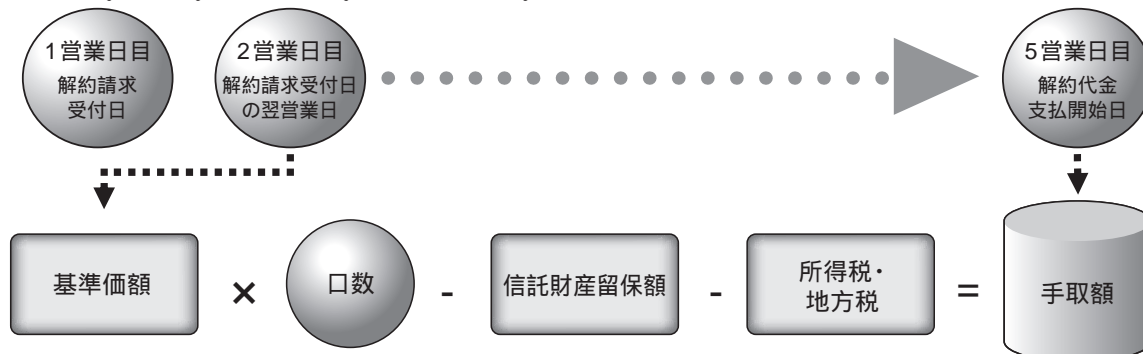 1営業日目
解約請求
受付日
2営業日目
解約請求受付日
の翌営業日
5営業日目
解約代金
支払開始日
基準価額
×
口数
-
信託財産留保額
-
所得税・
地方税
=
手取額